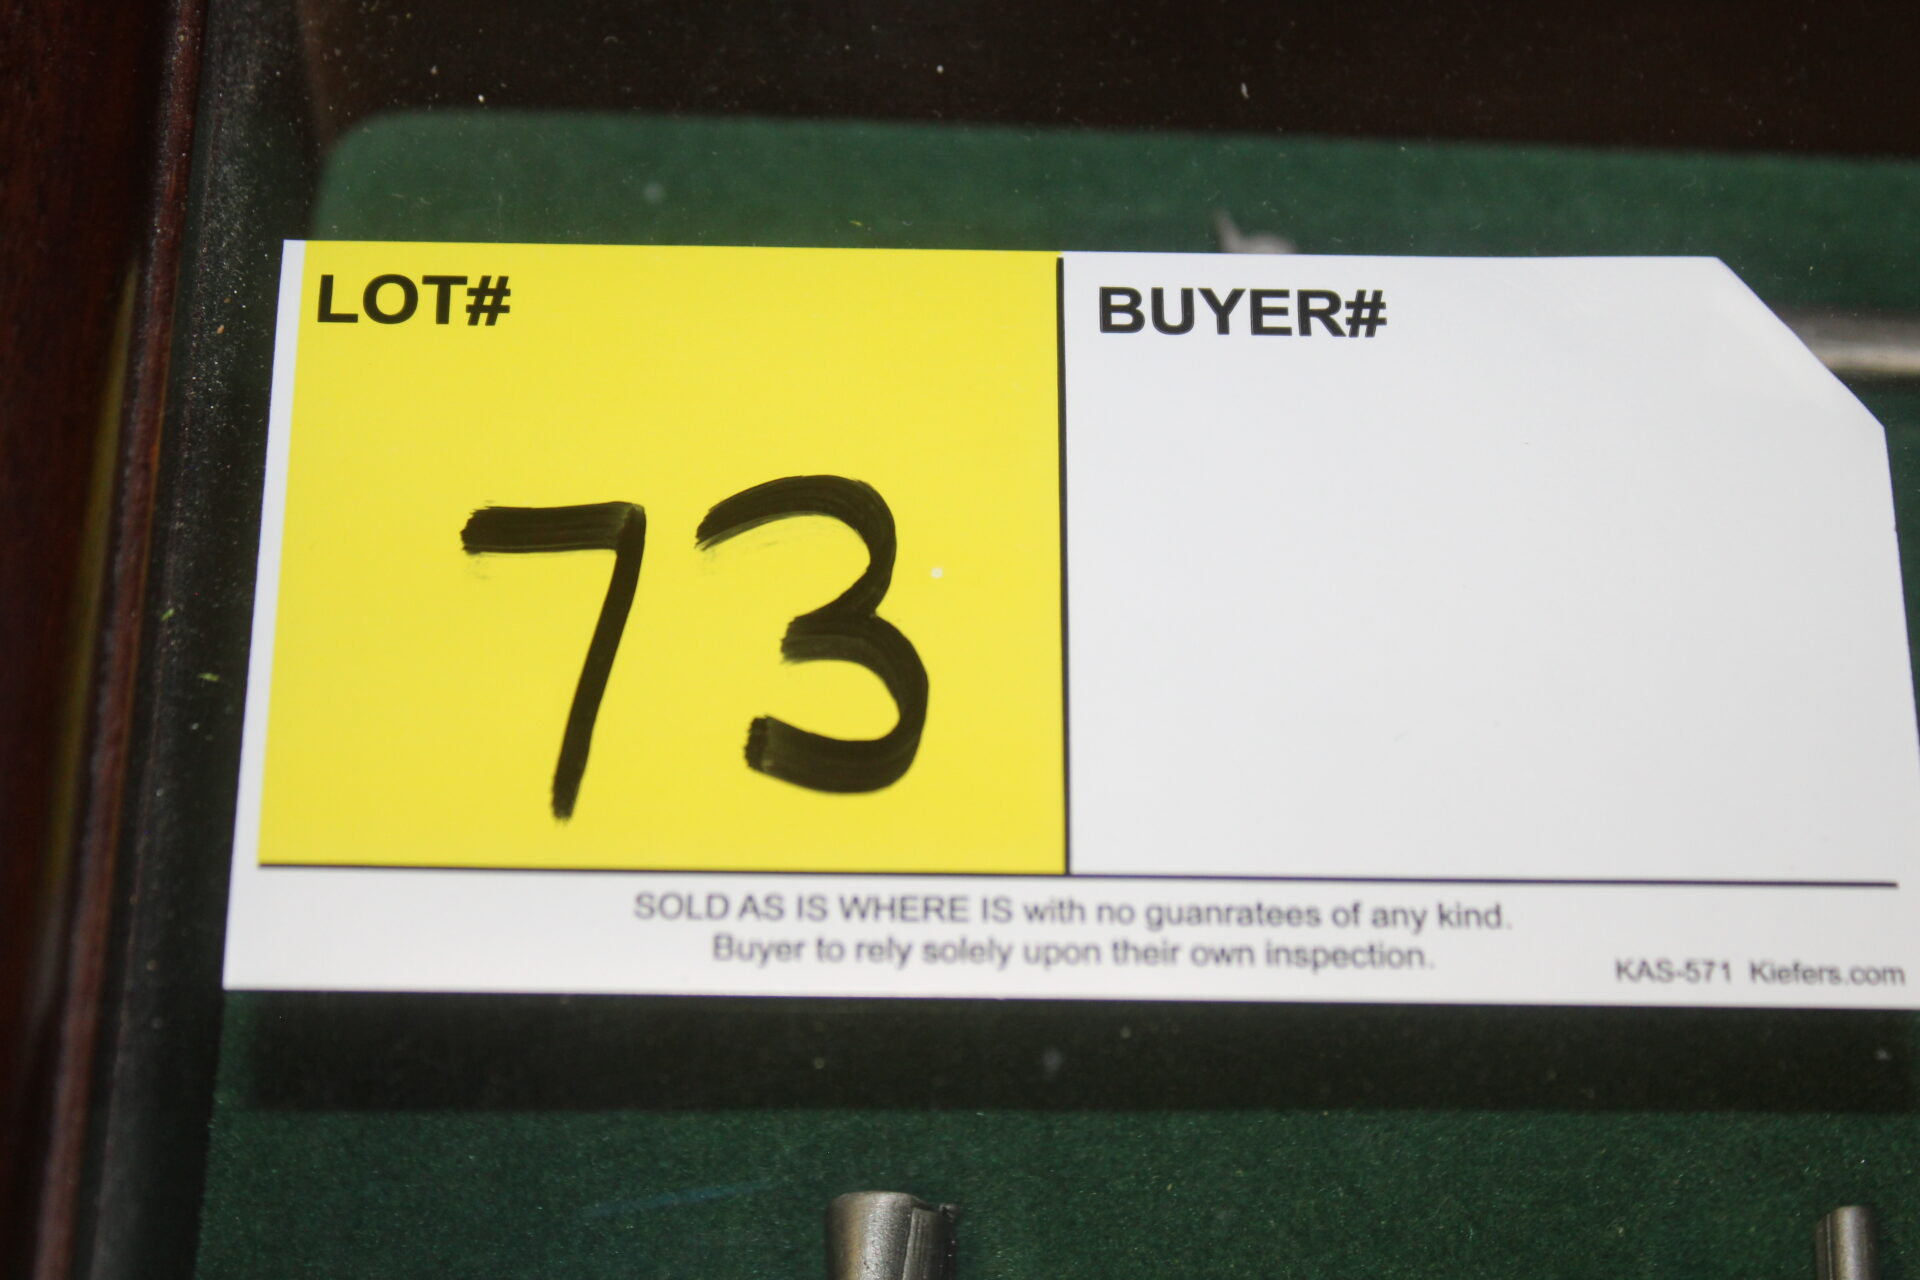 LOT#
BUYER#
73
SOLD AS IS WHERE IS with no guanratees of any kind.
Buyer to rely solely upon their own inspection.
KAS-571 Kiefers.com